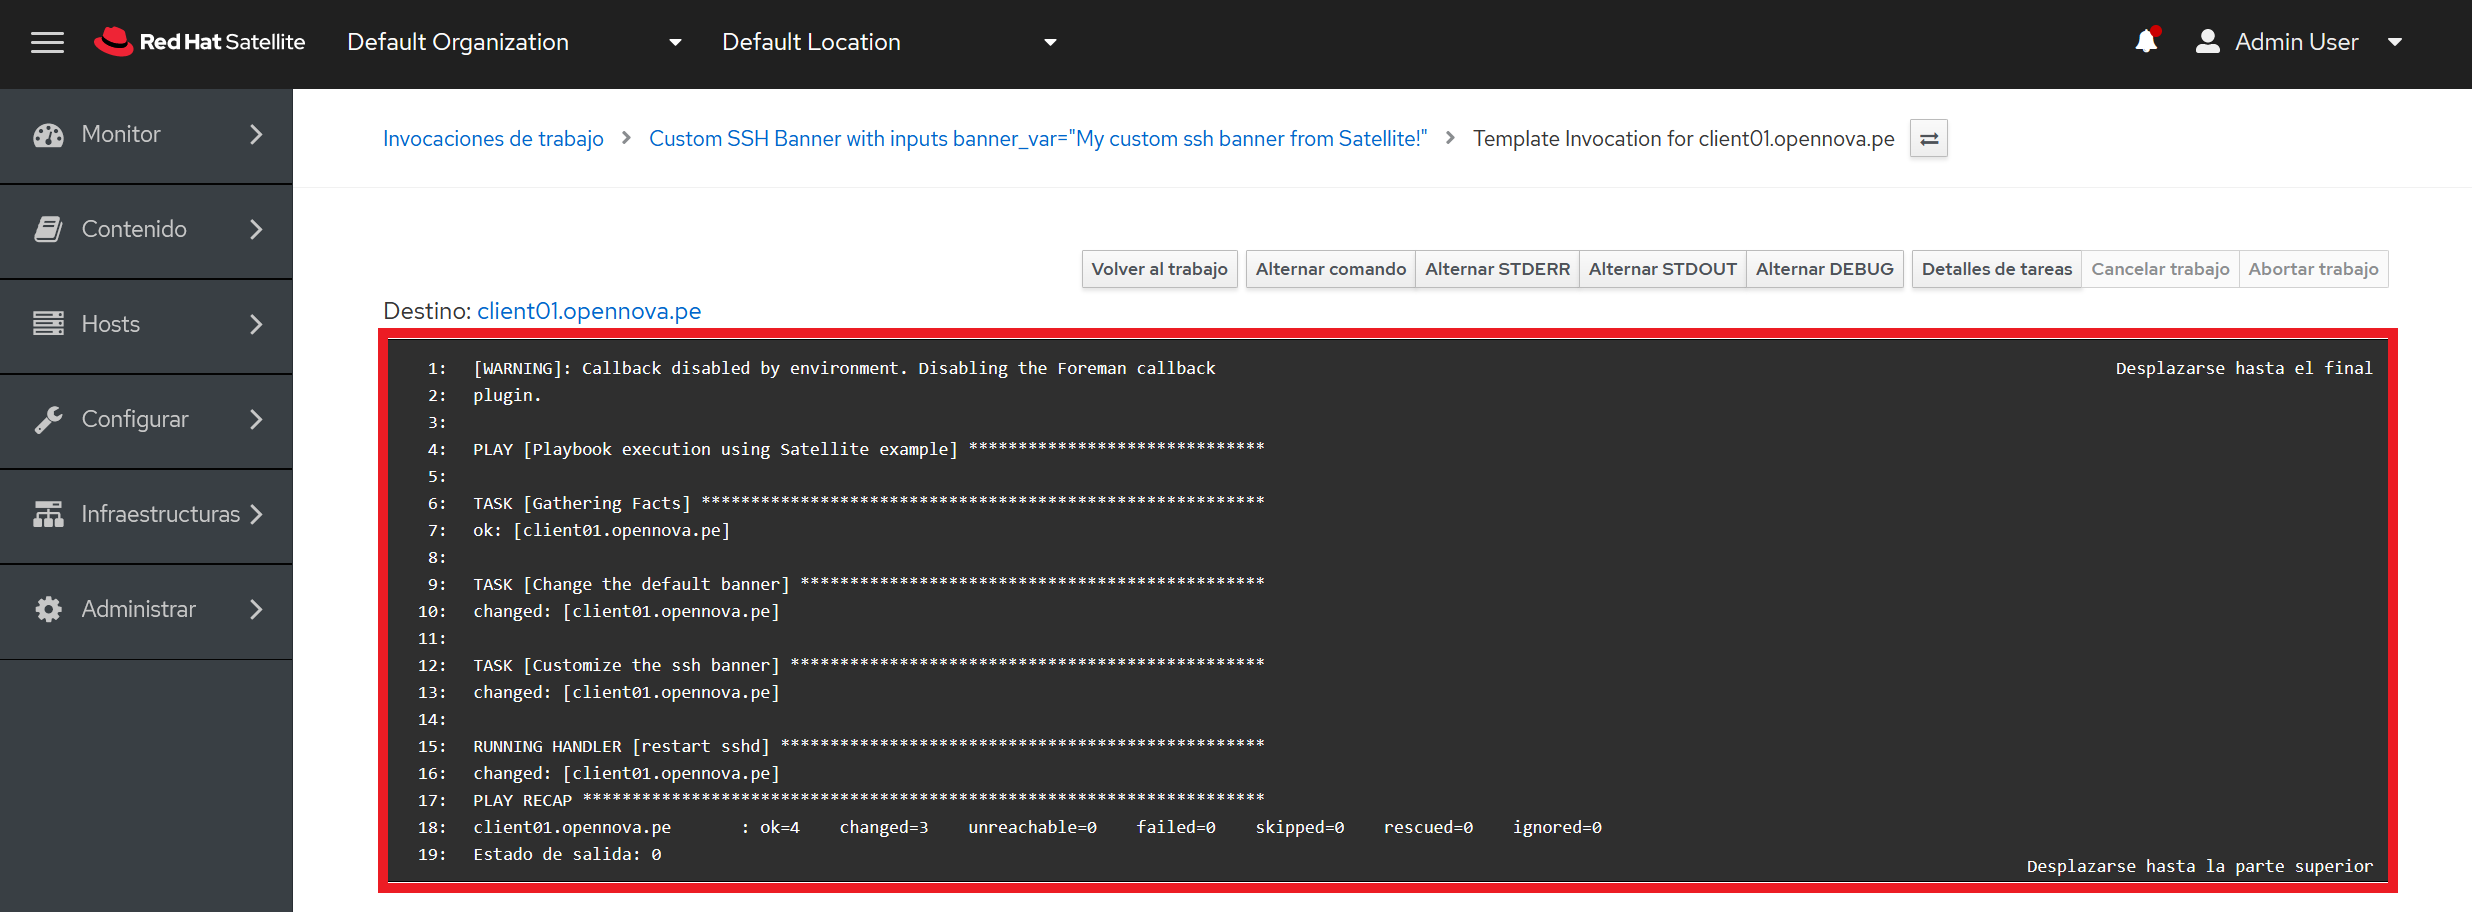 Red Hat Satellite Default Organization Default Location Admin User
Monitor
Contenido
Hosts
Configurar
Infraestructuras
Administrar
Invocaciones de trabajo > Custom SSH Banner with inputs banner_var="My custom ssh banner from Satellite!" > Template Invocation for client01.opennova.pe
Volver al trabajo Alternar comando Alternar STDERR Alternar STDOUT Alternar DEBUG Detalles de tareas Cancelar trabajo Abortar trabajo
Destino: client01.opennova.pe
1: [WARNING]: Callback disabled by environment. Disabling the Foreman callback Desplazarse hasta el final
2: plugin.
3:
4: PLAY [Playbook execution using Satellite example] ******************************
5:
6: TASK [Gathering Facts] *********************************************************
7: ok: [client01.opennova.pe]
8:
9: TASK [Change the default banner] ***********************************************
10: changed: [client01.opennova.pe]
11:
12: TASK [Customize the ssh banner] ************************************************
13: changed: [client01.opennova.pe]
14:
15: RUNNING HANDLER [restart sshd] *************************************************
16: changed: [client01.opennova.pe]
17: PLAY RECAP *********************************************************************
18: client01.opennova.pe : ok=4 changed=3 unreachable=0 failed=0 skipped=0 rescued=0 ignored=0
19: Estado de salida: 0
Desplazarse hasta la parte superior